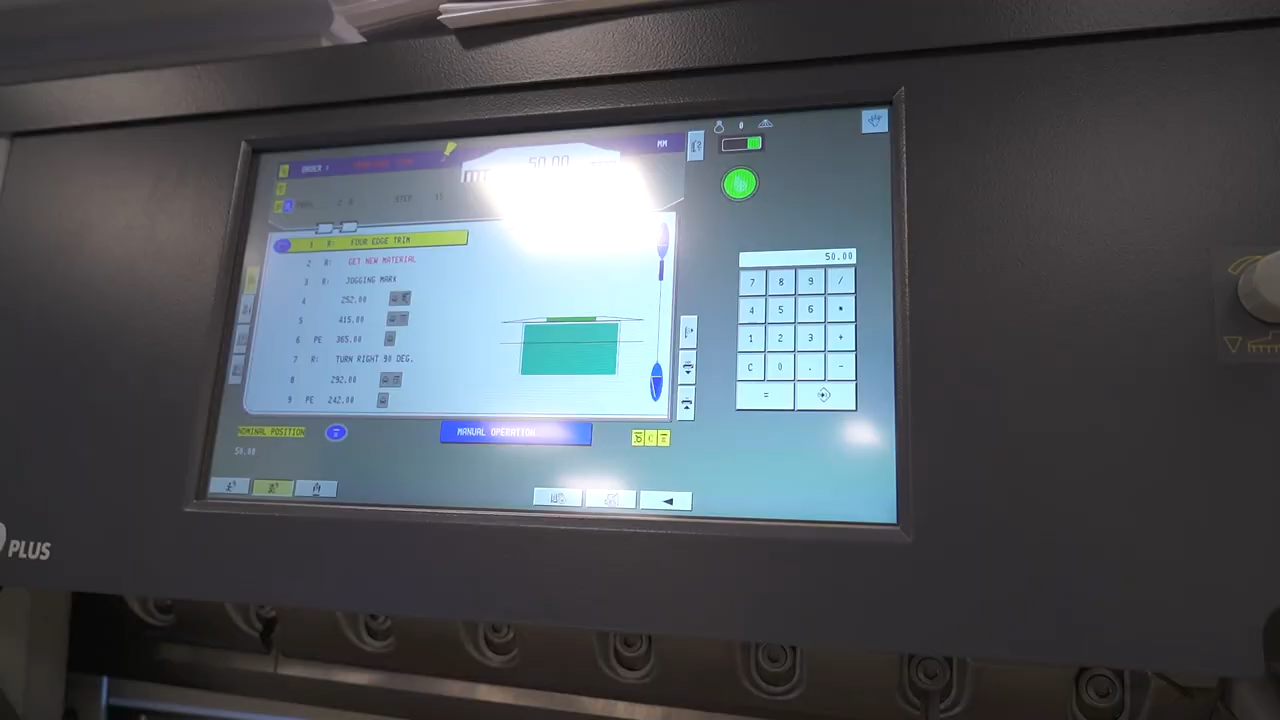 ORDER :
MM
50.00
0
STEP
1 R: FOUR EDGE TRIM
2 R: GET NEW MATERIAL
3 R: JOGGING MARK
4 252.00
5 415.00
6 PE 365.00
7 R: TURN RIGHT 90 DEG.
8 292.00
9 PE 242.00
NOMINAL POSITION
50.00
MANUAL OPERATION
C
50.00
7 8 9 /
4 5 6 *
1 2 3 +
C 0 . -
=
PLUS